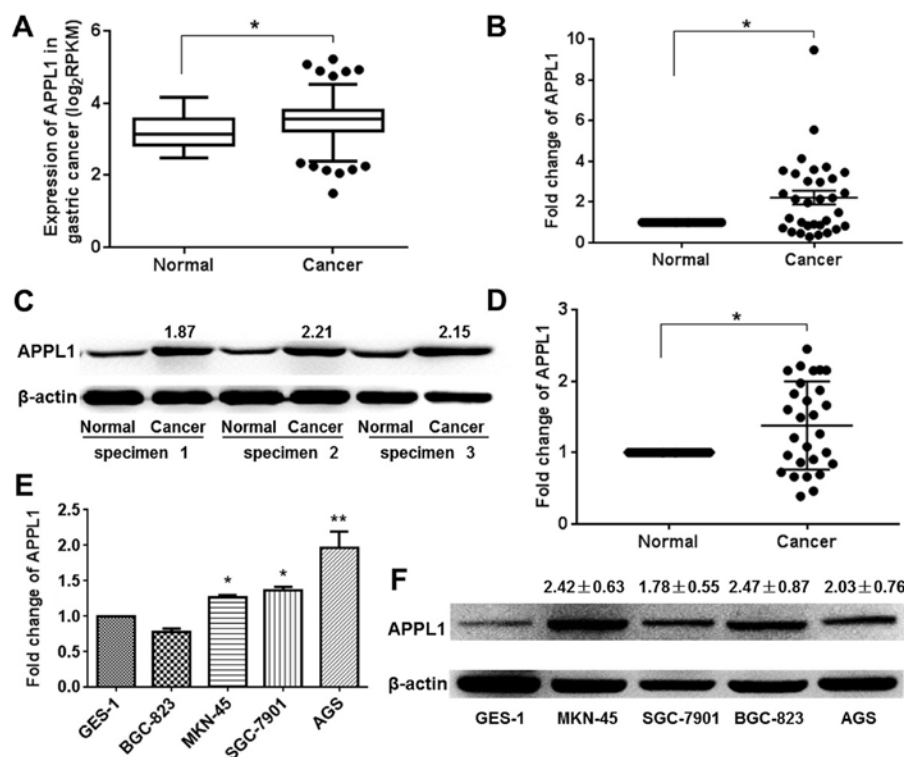 A
Expression of APPL1 in
gastric cancer (log₂RPKM)
6
4
2
0
*
Normal
Cancer
B
Fold change of APPL1
10
8
6
4
2
0
*
Normal
Cancer
C
1.87
2.21
2.15
APPL1
β-actin
Normal Cancer Normal Cancer Normal Cancer
specimen 1
specimen 2
specimen 3
D
Fold change of APPL1
3
2
1
0
*
Normal
Cancer
E
Fold change of APPL1
2.5
2.0
1.5
1.0
0.5
0.0
*
*
**
GES-1
BGC-823
MKN-45
SGC-7901
AGS
F
2.42±0.63 1.78±0.55 2.47±0.87 2.03±0.76
APPL1
β-actin
GES-1 MKN-45 SGC-7901 BGC-823 AGS